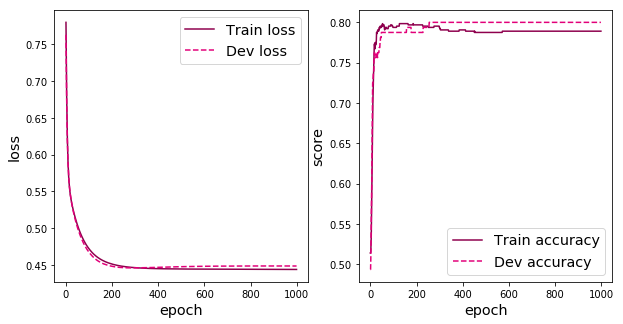 Train loss
Dev loss
0.75
0.70
0.65
0.60
0.55
0.50
0.45
0 200 400 600 800 1000
epoch
loss
Train accuracy
Dev accuracy
0.80
0.75
0.70
0.65
0.60
0.55
0.50
0 200 400 600 800 1000
epoch
score